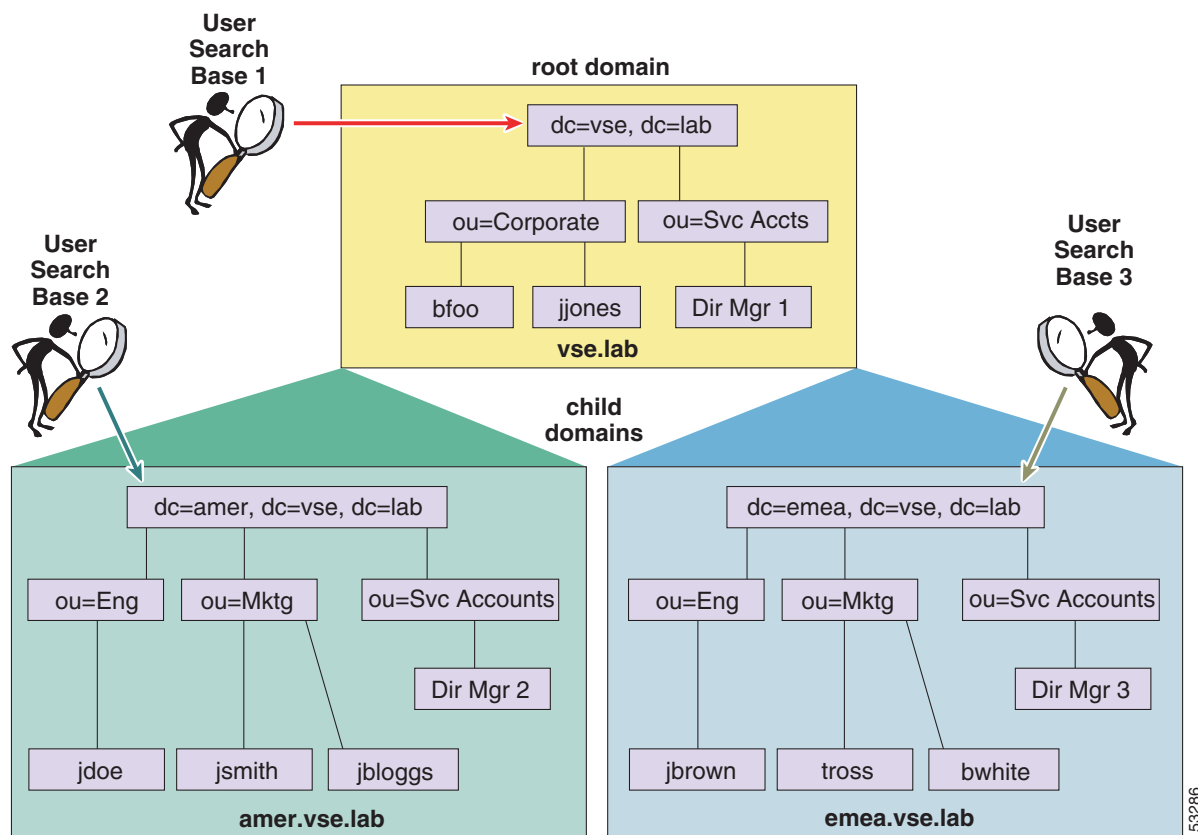 User
Search
Base 1
root domain
dc=vse, dc=lab
ou=Corporate
ou=Svc Accts
bfoo
jjones
Dir Mgr 1
vse.lab
User
Search
Base 2
User
Search
Base 3
child
domains
dc=amer, dc=vse, dc=lab
ou=Eng
ou=Mktg
ou=Svc Accounts
Dir Mgr 2
jdoe
jsmith
jbloggs
amer.vse.lab
dc=emea, dc=vse, dc=lab
ou=Eng
ou=Mktg
ou=Svc Accounts
Dir Mgr 3
jbrown
tross
bwhite
emea.vse.lab
53286